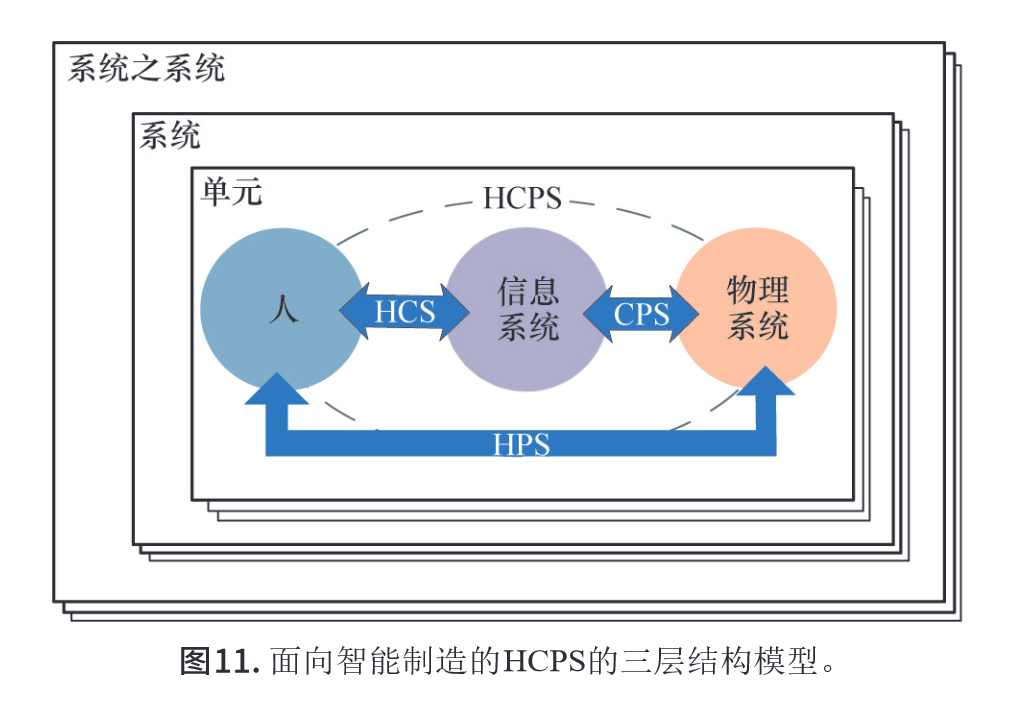 系统之系统
系统
单元
HCPS
人
HCS
信息
系统
CPS
物理
系统
HPS
图11. 面向智能制造的HCPS的三层结构模型。